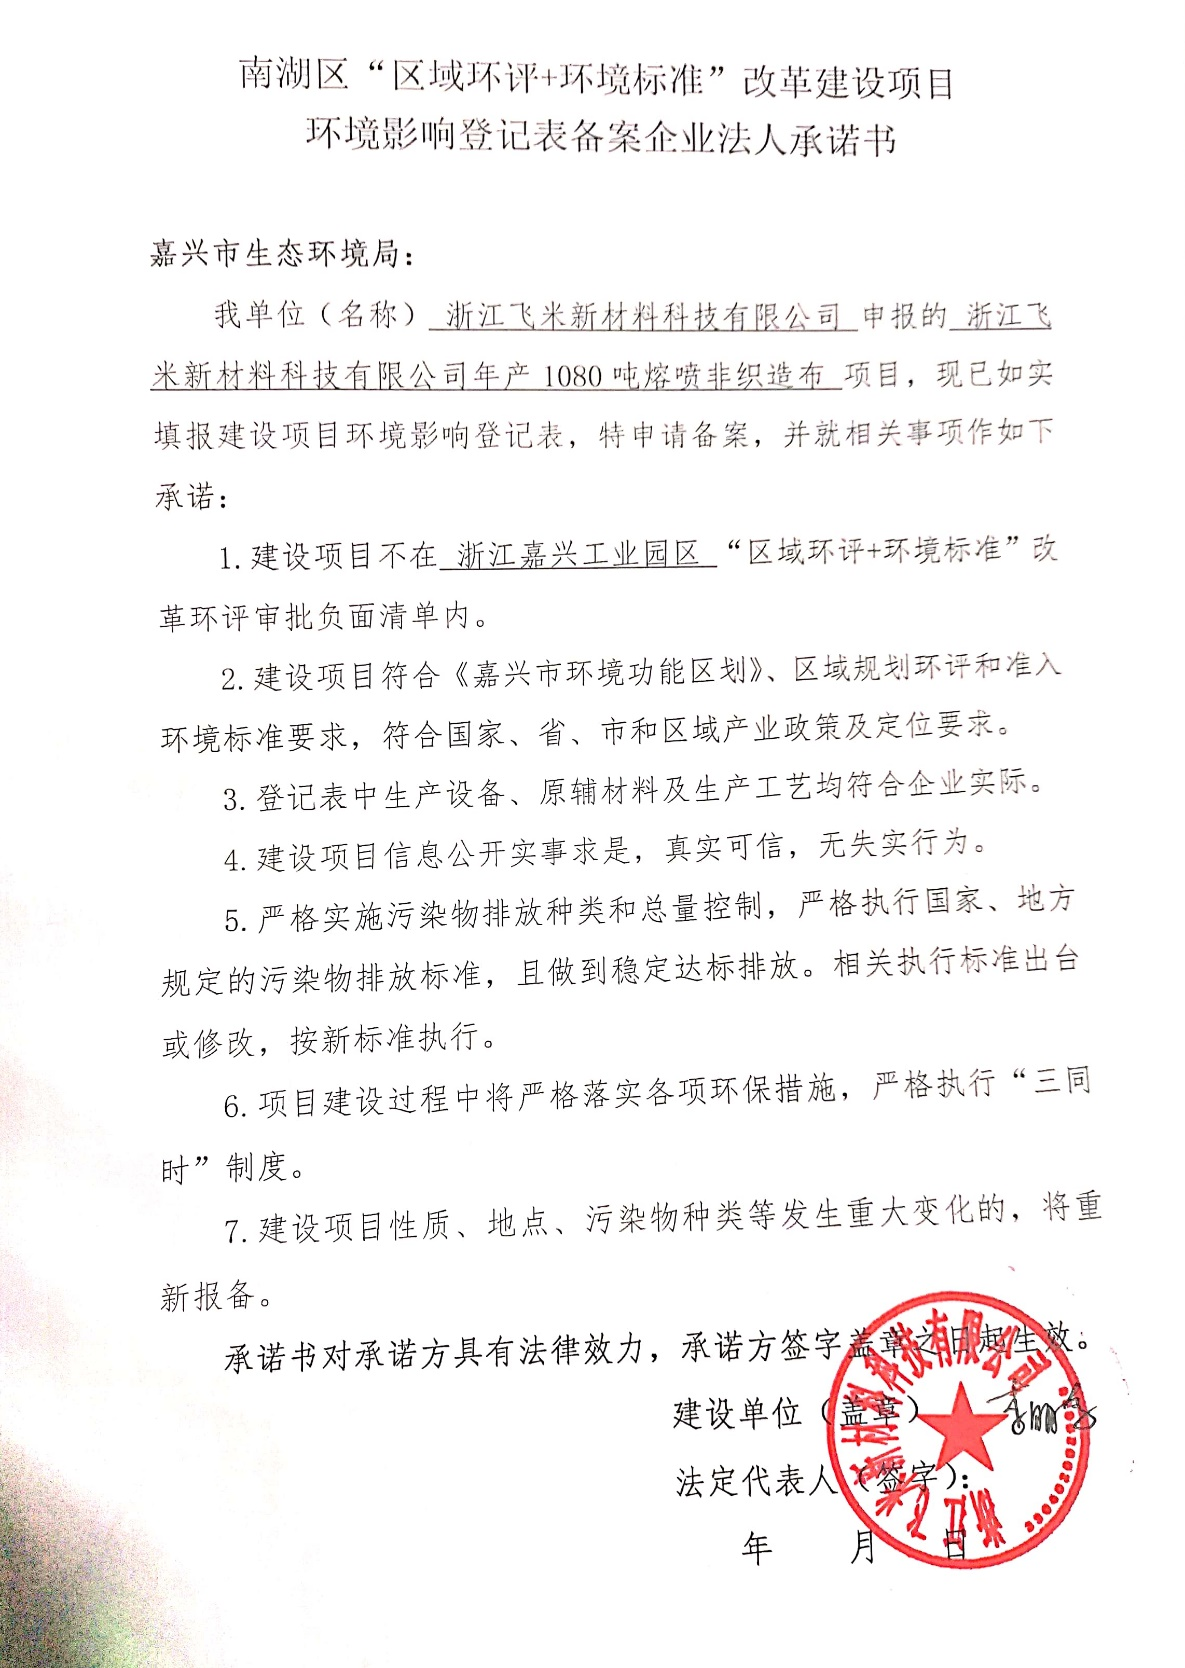 南湖区“区域环评+环境标准”改革建设项目
环境影响登记表备案企业法人承诺书
嘉兴市生态环境局：
我单位（名称） 浙江飞米新材料科技有限公司 申报的 浙江飞
米新材料科技有限公司年产 1080 吨熔喷非织造布 项目，现已如实
填报建设项目环境影响登记表，特申请备案，并就相关事项作如下
承诺：
1.建设项目不在 浙江嘉兴工业园区 “区域环评+环境标准”改
革环评审批负面清单内。
2.建设项目符合《嘉兴市环境功能区划》、区域规划环评和准入
环境标准要求，符合国家、省、市和区域产业政策及定位要求。
3.登记表中生产设备、原辅材料及生产工艺均符合企业实际。
4.建设项目信息公开实事求是，真实可信，无失实行为。
5.严格实施污染物排放种类和总量控制，严格执行国家、地方
规定的污染物排放标准，且做到稳定达标排放。相关执行标准出台
或修改，按新标准执行。
6.项目建设过程中将严格落实各项环保措施，严格执行“三同
时”制度。
7.建设项目性质、地点、污染物种类等发生重大变化的，将重
新报备。
承诺书对承诺方具有法律效力，承诺方签字盖章之日起生效。
建设单位（盖章）
法定代表人（签字）：
年 月 日
浙江飞米新材料科技有限公司